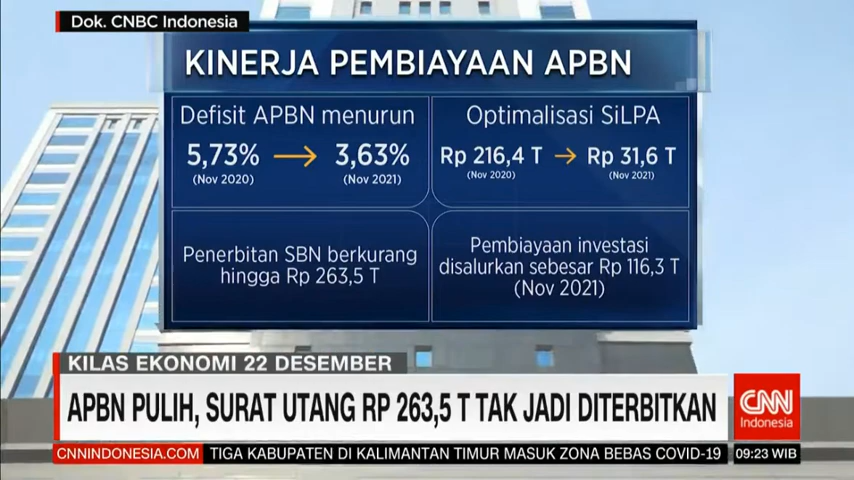 Dok. CNBC Indonesia
KINERJA PEMBIAYAAN APBN
Defisit APBN menurun
5,73% → 3,63%
(Nov 2020) (Nov 2021)
Optimalisasi SiLPA
Rp 216,4 T → Rp 31,6 T
(Nov 2020) (Nov 2021)
Penerbitan SBN berkurang
hingga Rp 263,5 T
Pembiayaan investasi
disalurkan sebesar Rp 116,3 T
(Nov 2021)
KILAS EKONOMI 22 DESEMBER
APBN PULIH, SURAT UTANG RP 263,5 T TAK JADI DITERBITKAN
CNN
Indonesia
CNNINDONESIA.COM TIGA KABUPATEN DI KALIMANTAN TIMUR MASUK ZONA BEBAS COVID-19 09:23 WIB